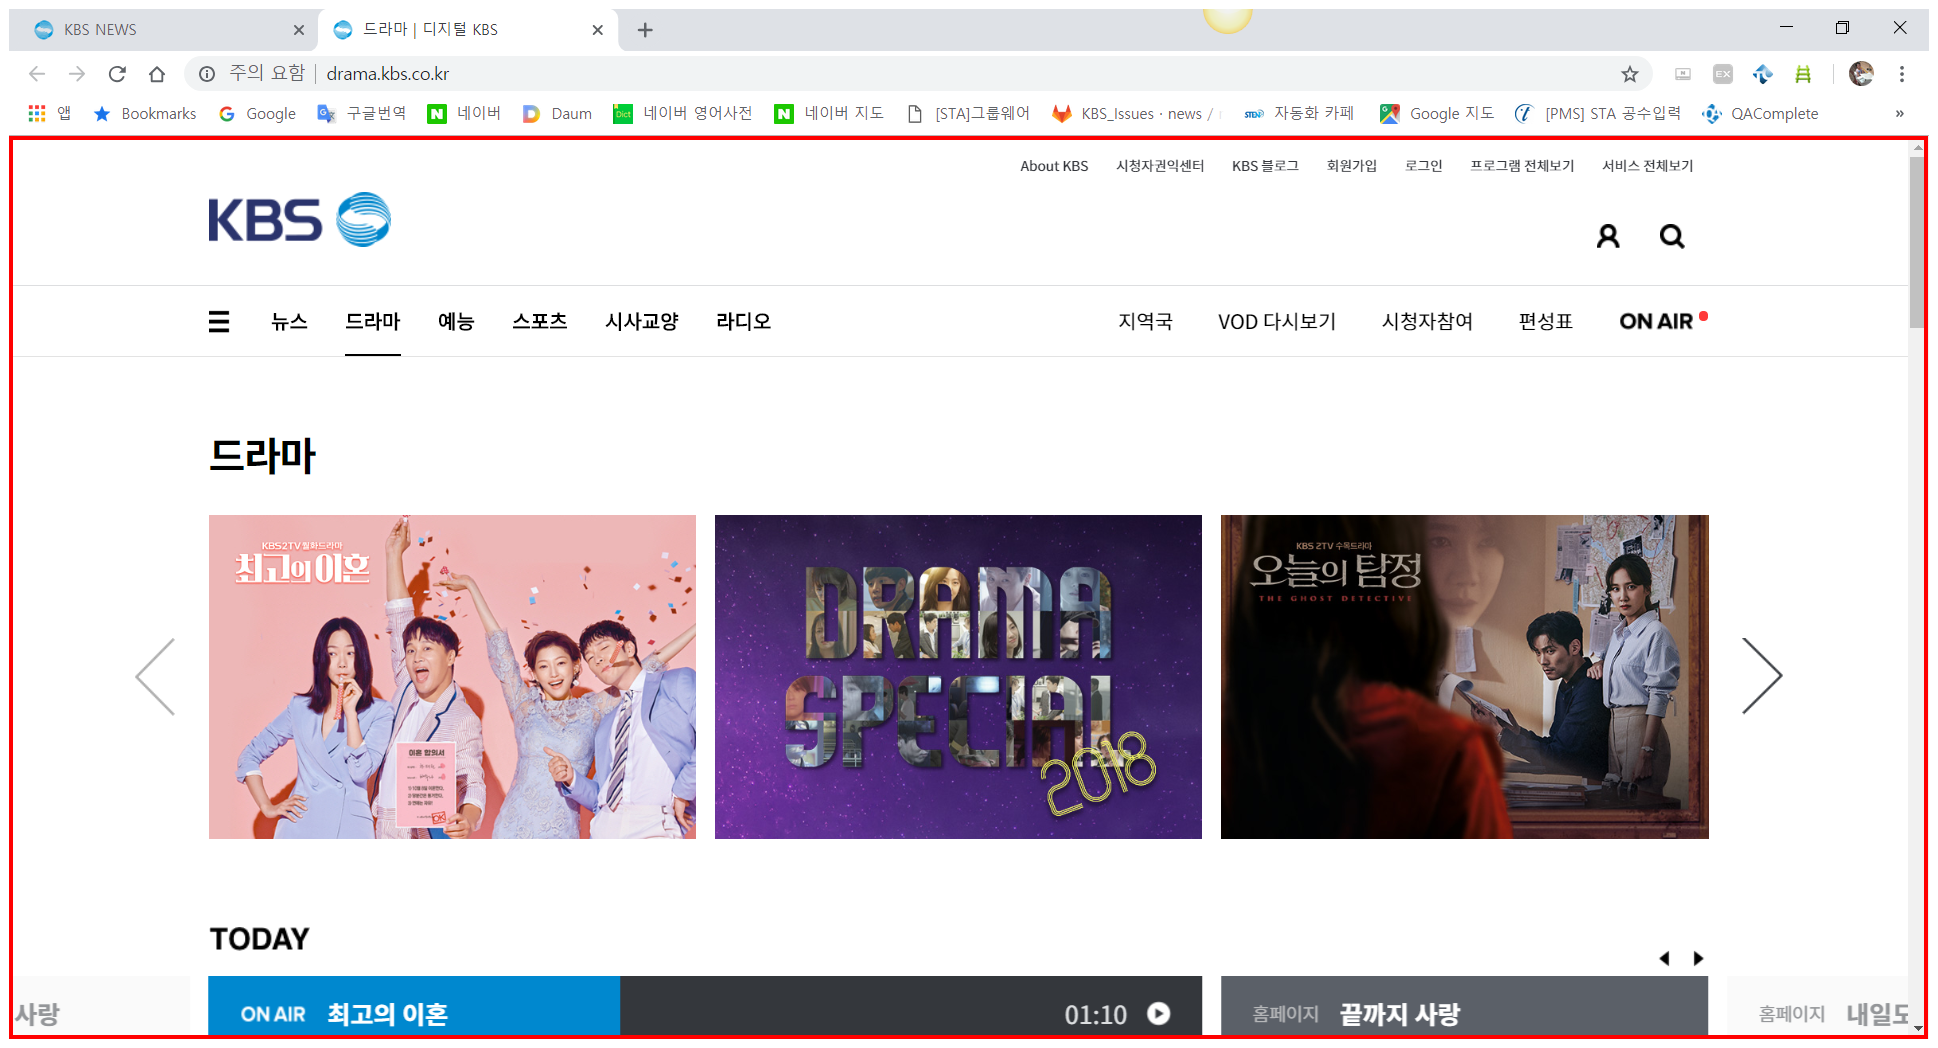 KBS NEWS
드라마 | 디지털 KBS
주의 요함 | drama.kbs.co.kr
EX
앱 Bookmarks Google 구글번역 네이버 Daum Dict 네이버 영어사전 네이버 지도 [STA]그룹웨어 KBS_Issues · news / STEN 자동화 카페 Google 지도 [PMS] STA 공수입력 QAComplete »
About KBS 시청자권익센터 KBS 블로그 회원가입 로그인 프로그램 전체보기 서비스 전체보기
KBS
뉴스 드라마 예능 스포츠 시사교양 라디오 지역국 VOD 다시보기 시청자참여 편성표 ON AIR
드라마
KBS2TV 월화드라마
최고의 이혼
이혼 합의서
OK
DRAMA
SPECIAL
2018
KBS 2TV 수목드라마
오늘의 탐정
THE GHOST DETECTIVE
TODAY
사랑
ON AIR 최고의 이혼 01:10
홈페이지 끝까지 사랑
홈페이지 내일도